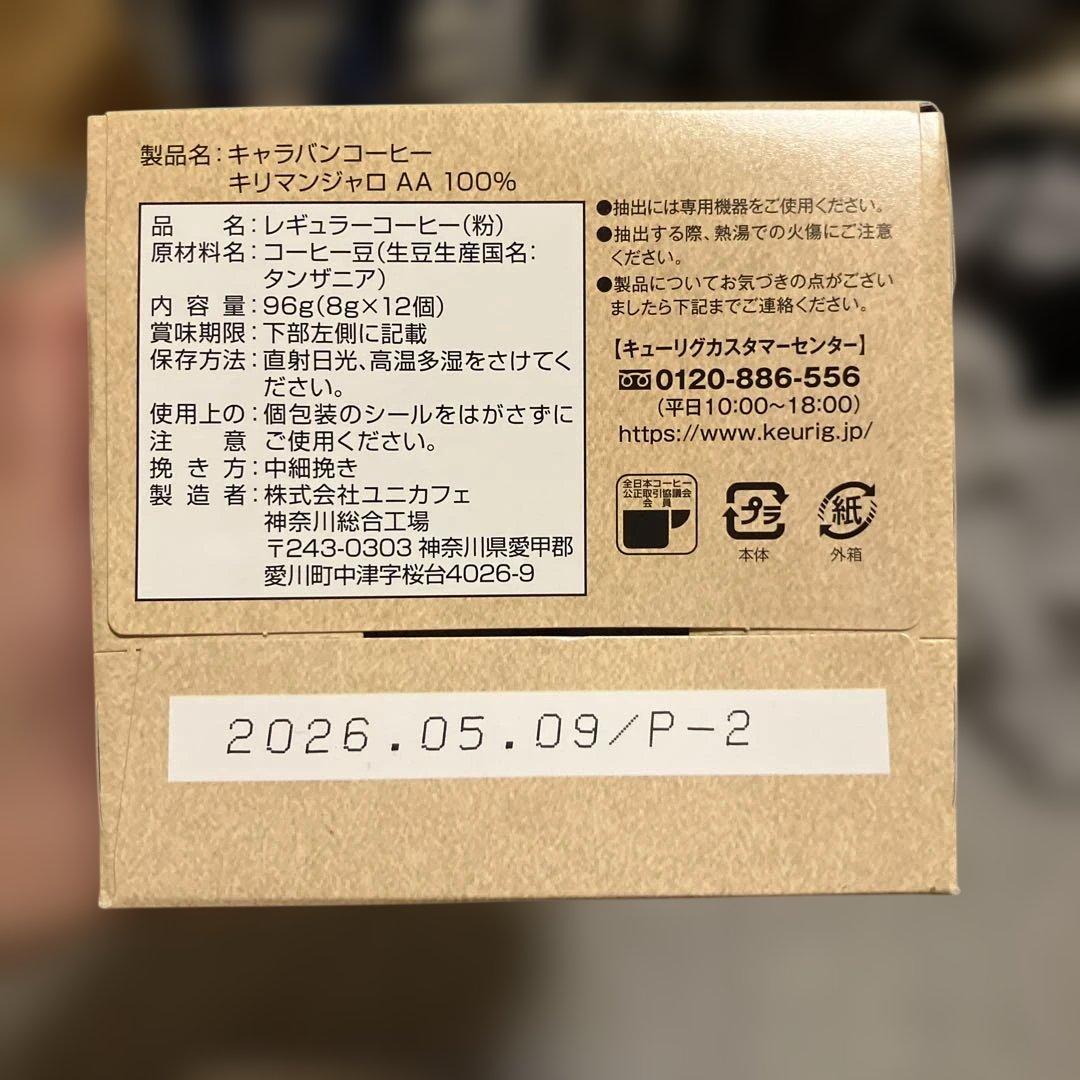 製品名：キャラバンコーヒー
キリマンジャロ AA 100%
品名：レギュラーコーヒー（粉）
原材料名：コーヒー豆（生豆生産国名：
タンザニア）
内容量：96g（8g×12個）
賞味期限：下部左側に記載
保存方法：直射日光、高温多湿をさけてく
ださい。
使用上の：個包装のシールをはがさずに
注意 ご使用ください。
挽き方：中細挽き
製造者：株式会社ユニカフェ
神奈川総合工場
〒243-0303 神奈川県愛甲郡
愛川町中津字桜台4026-9
●抽出には専用機器をご使用ください。
●抽出する際、熱湯での火傷にご注意
ください。
●製品についてお気づきの点がござい
ましたら下記までご連絡ください。
【キューリグカスタマーセンター】
0120-886-556
（平日10:00～18:00）
https://www.keurig.jp/
全日本コーヒー
公正取引協議会
会員
プラ
本体
紙
外箱
2026.05.09/P-2